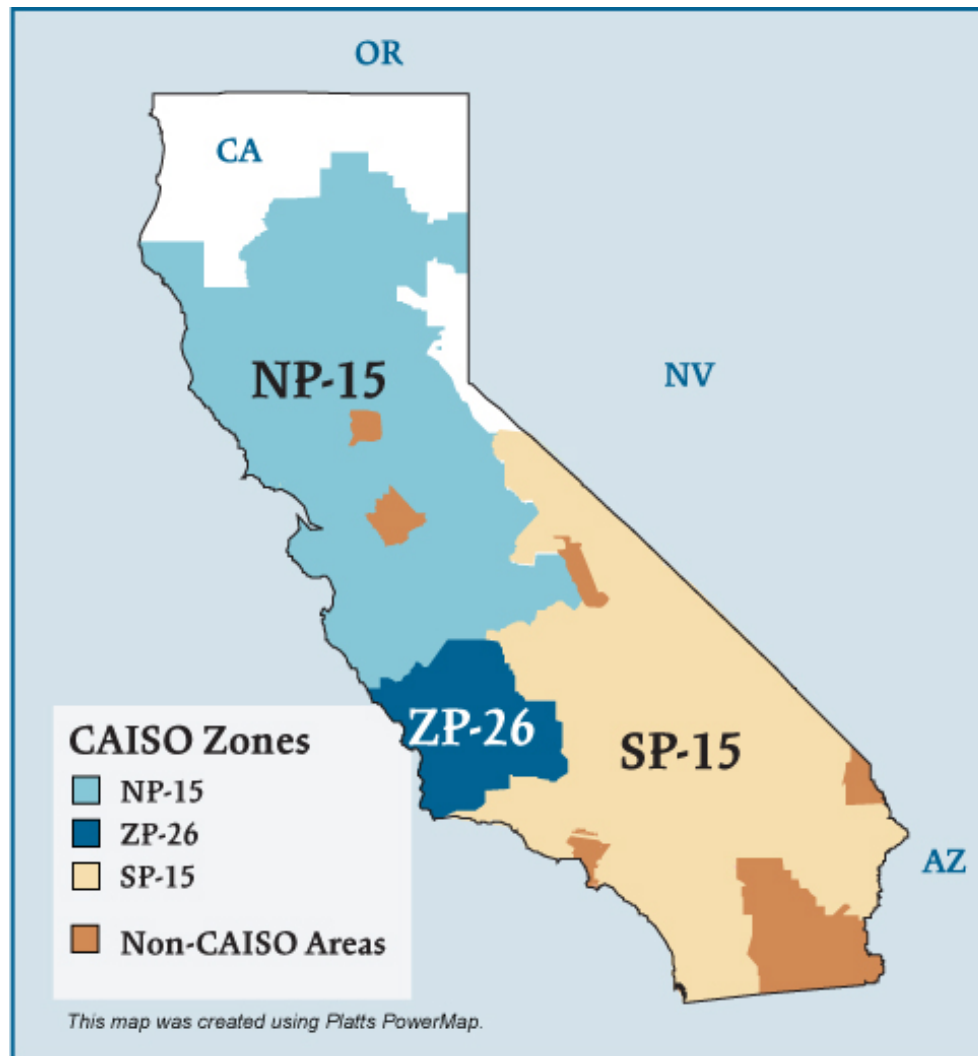 OR
CA
NV
NP-15
ZP-26
SP-15
AZ
CAISO Zones
NP-15
ZP-26
SP-15
Non-CAISO Areas
This map was created using Platts PowerMap.